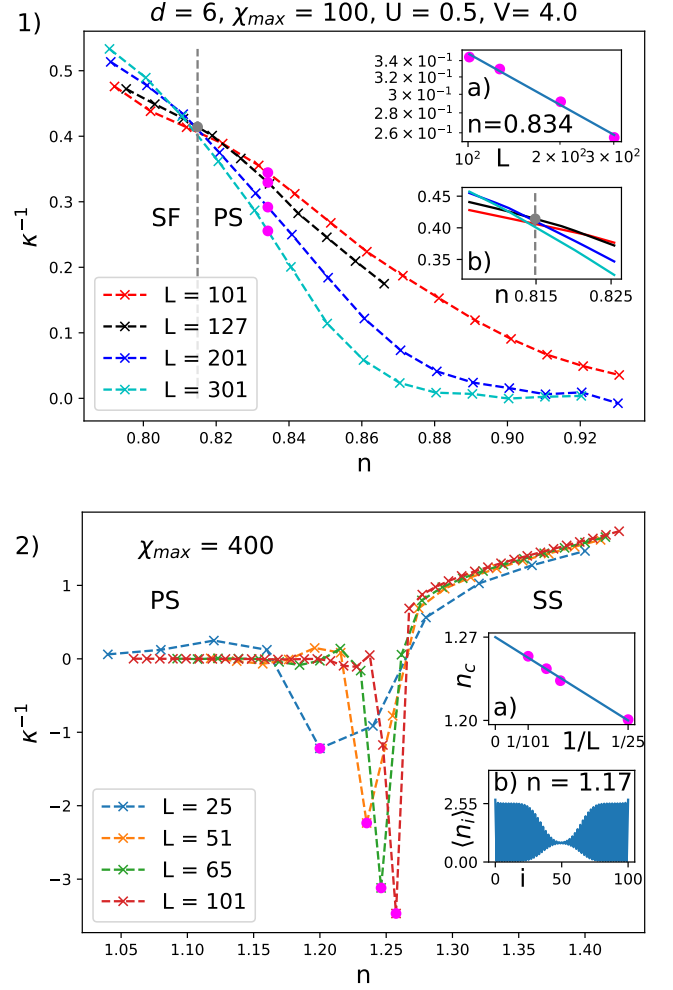 d = 6, χmax = 100, U = 0.5, V= 4.0
1)
κ⁻¹
0.5
0.4
0.3
0.2
0.1
0.0
SF
PS
L = 101
L = 127
L = 201
L = 301
0.80
0.82
0.84
0.86
0.88
0.90
0.92
n
3.4 × 10⁻¹
3.2 × 10⁻¹
3 × 10⁻¹
2.8 × 10⁻¹
2.6 × 10⁻¹
a)
n=0.834
10²
L
2 × 10²
3 × 10²
0.45
0.40
0.35
b)
n
0.815
0.825
2)
χmax = 400
PS
SS
κ⁻¹
1
0
−1
−2
−3
L = 25
L = 51
L = 65
L = 101
1.05
1.10
1.15
1.20
1.25
1.30
1.35
1.40
n
1.27
1.20
nc
a)
0
1/101
1/L
1/25
b) n = 1.17
2.55
0.00
⟨ni⟩
0
i
50
100